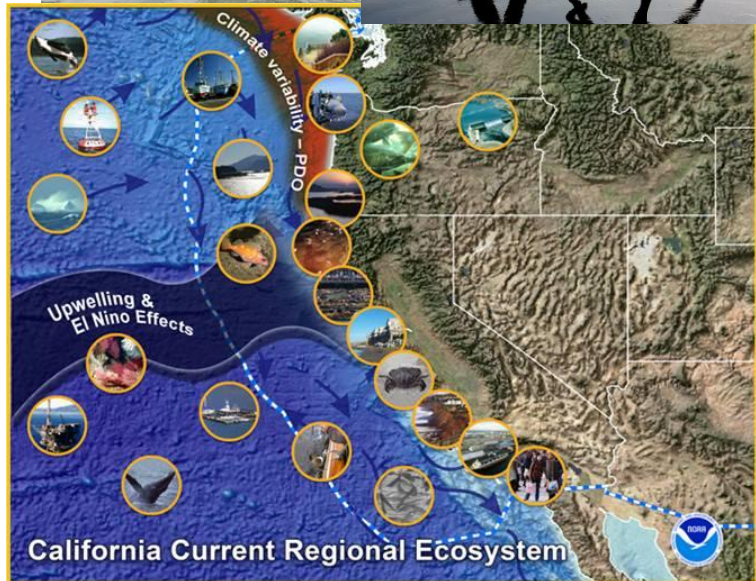 Climate variability – PDO
Upwelling &
El Nino Effects
California Current Regional Ecosystem
NOAA